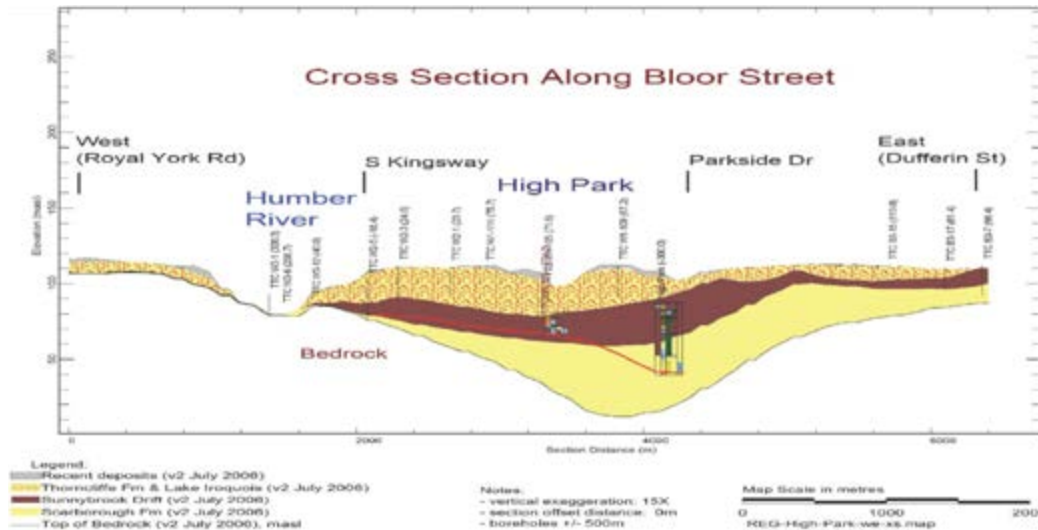 Cross Section Along Bloor Street
West
(Royal York Rd)
S Kingsway
Parkside Dr
East
(Dufferin St)
Humber
River
High Park
Elevation (masl)
250
200
150
100
50
Bedrock
0
2000
4000
6000
Section Distance (m)
Legend:
Recent deposits (v2 July 2006)
Thorncliffe Fm & Lake Iroquois (v2 July 2006)
Sunnybrook Drift (v2 July 2006)
Scarborough Fm (v2 July 2006)
Top of Bedrock (v2 July 2006), masl
Notes:
- vertical exaggeration: 15X
- section offset distance: 0m
- boreholes +/- 500m
Map Scale in metres
0
1000
200
REG-High-Park-we-xs.map